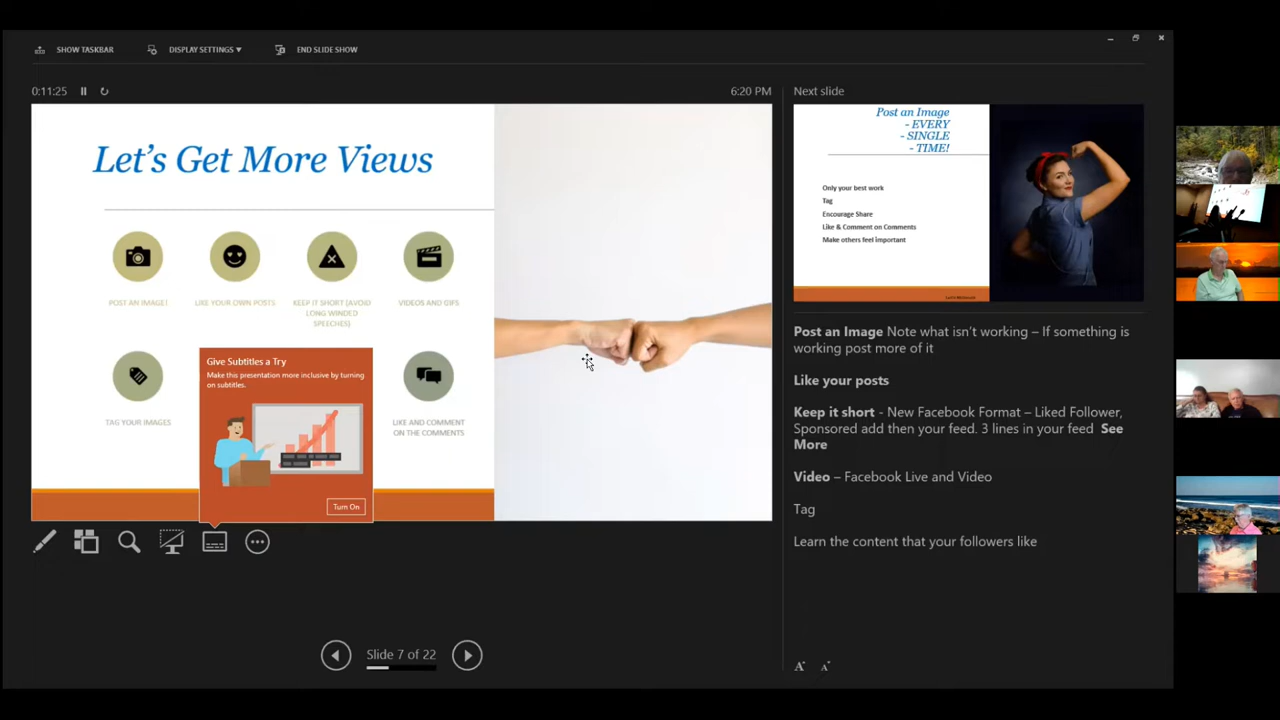 SHOW TASKBAR
DISPLAY SETTINGS
END SLIDE SHOW
0:11:25
6:20 PM
Let's Get More Views
POST AN IMAGE!
LIKE YOUR OWN POSTS
KEEP IT SHORT (AVOID
LONG WINDED
SPEECHES)
VIDEOS AND GIFS
TAG YOUR IMAGES
LIKE AND COMMENT
ON THE COMMENTS
Give Subtitles a Try
Make this presentation more inclusive by turning
on subtitles.
Turn On
Slide 7 of 22
Next slide
Post an Image
- EVERY
- SINGLE
- TIME!
Only your best work
Tag
Encourage Share
Like & Comment on Comments
Make others feel important
Post an Image Note what isn't working – If something is
working post more of it
Like your posts
Keep it short - New Facebook Format – Liked Follower,
Sponsored add then your feed. 3 lines in your feed See
More
Video – Facebook Live and Video
Tag
Learn the content that your followers like
A A